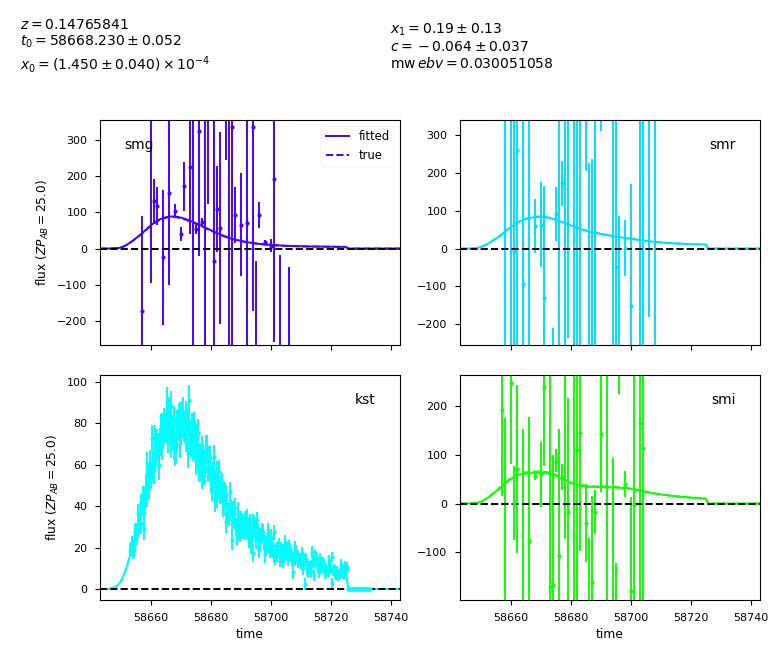 z = 0.14765841
t0 = 58668.230 ± 0.052
x0 = (1.450 ± 0.040) × 10^−4
x1 = 0.19 ± 0.13
c = −0.064 ± 0.037
mw ebv = 0.030051058
smg
fitted
true
300
200
100
0
−100
−200
flux (ZP_AB = 25.0)
smr
300
200
100
0
−100
−200
kst
100
80
60
40
20
0
flux (ZP_AB = 25.0)
58660 58680 58700 58720 58740
time
smi
200
100
0
−100
58660 58680 58700 58720 58740
time